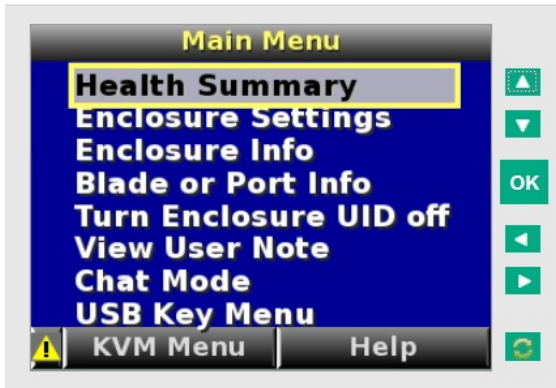 Main Menu
Health Summary
Enclosure Settings
Enclosure Info
Blade or Port Info
OK
Turn Enclosure UID off
View User Note
Chat Mode
USB Key Menu
KVM Menu Help